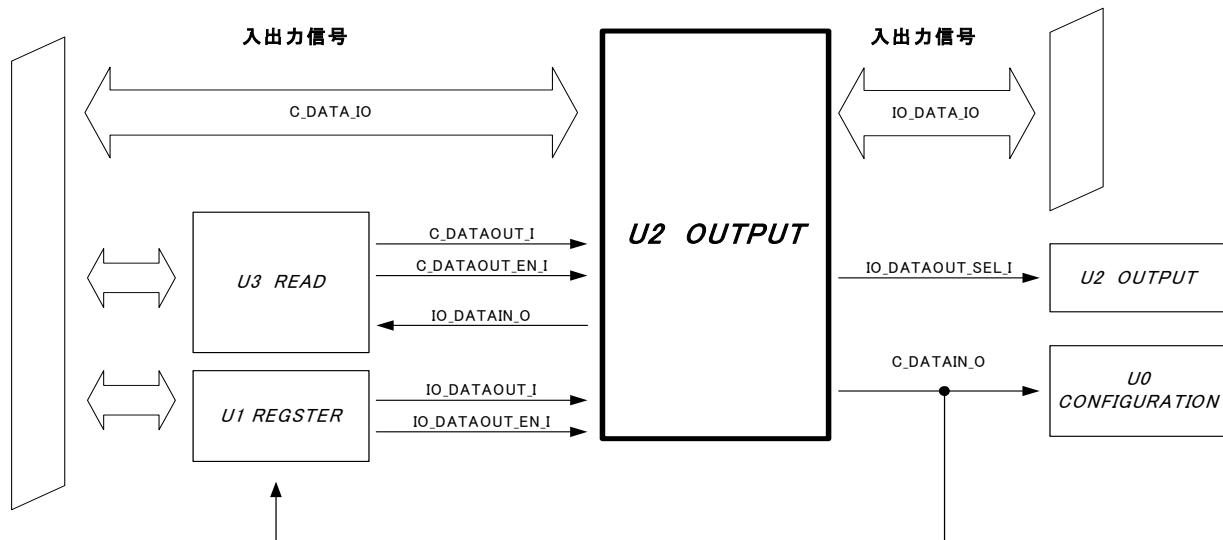 入出力信号
入出力信号
C_DATA_IO
IO_DATA_IO
U2 OUTPUT
U3 READ
C_DATAOUT_I
C_DATAOUT_EN_I
IO_DATAIN_O
IO_DATAOUT_SEL_I
U2 OUTPUT
U1 REGSTER
IO_DATAOUT_I
IO_DATAOUT_EN_I
C_DATAIN_O
U0
CONFIGURATION